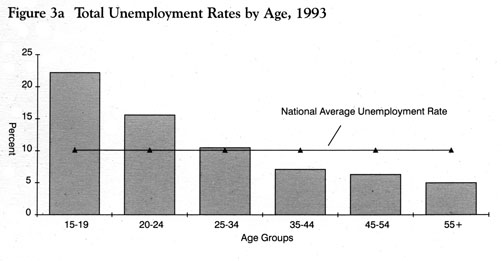 Figure 3a Total Unemployment Rates by Age, 1993
25
20
15
10
5
0
Percent
National Average Unemployment Rate
15-19 20-24 25-34 35-44 45-54 55+
Age Groups